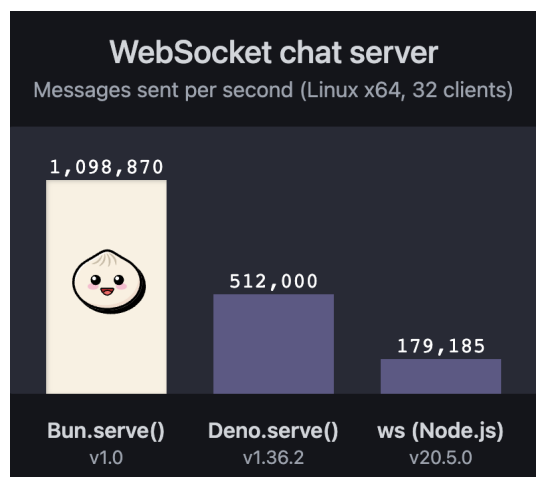 WebSocket chat server
Messages sent per second (Linux x64, 32 clients)
1,098,870
512,000
179,185
Bun.serve()
v1.0
Deno.serve()
v1.36.2
ws (Node.js)
v20.5.0